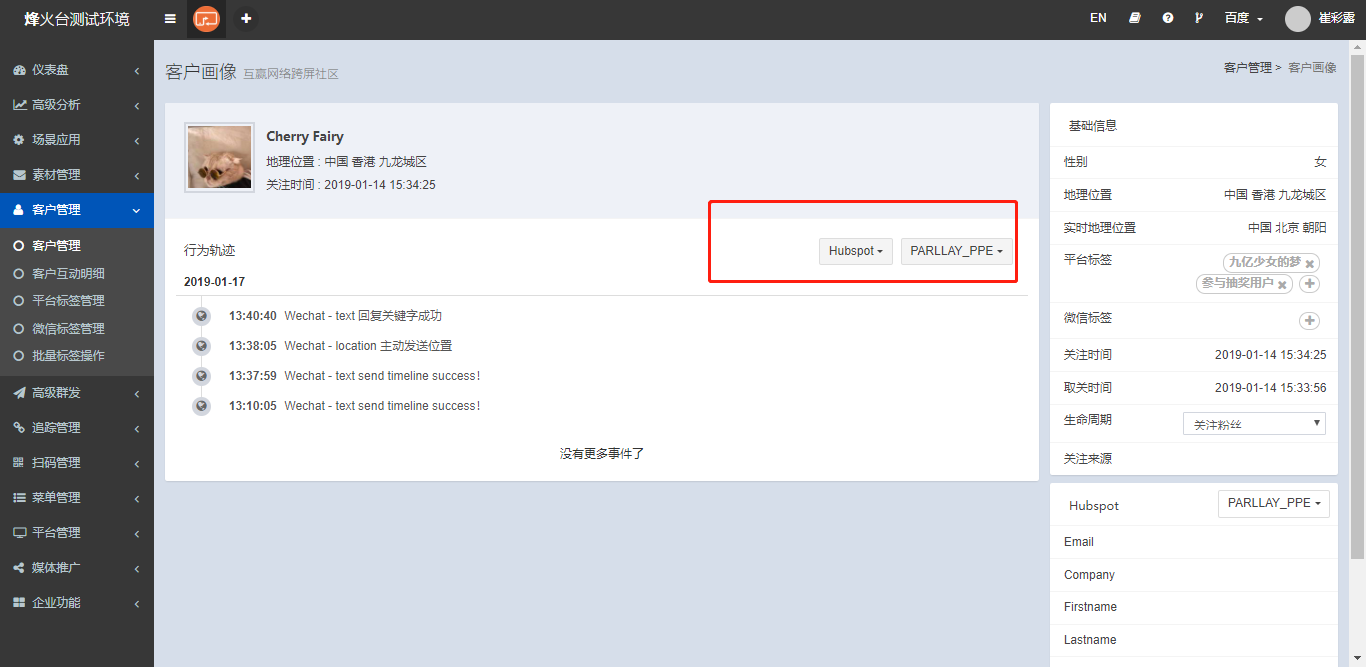 烽火台测试环境
EN
百度
崔彩露
仪表盘
高级分析
场景应用
素材管理
客户管理
客户管理
客户互动明细
平台标签管理
微信标签管理
批量标签操作
高级群发
追踪管理
扫码管理
菜单管理
平台管理
媒体推广
企业功能
客户画像 互赢网络跨屏社区
客户管理 > 客户画像
Cherry Fairy
地理位置 : 中国 香港 九龙城区
关注时间 : 2019-01-14 15:34:25
行为轨迹
Hubspot
PARLLAY_PPE
2019-01-17
13:40:40 Wechat - text 回复关键字成功
13:38:05 Wechat - location 主动发送位置
13:37:59 Wechat - text send timeline success!
13:10:05 Wechat - text send timeline success!
没有更多事件了
基础信息
性别 女
地理位置 中国 香港 九龙城区
实时地理位置 中国 北京 朝阳
平台标签 九亿少女的梦
参与抽奖用户
微信标签
关注时间 2019-01-14 15:34:25
取关时间 2019-01-14 15:33:56
生命周期 关注粉丝
关注来源
Hubspot PARLLAY_PPE
Email
Company
Firstname
Lastname